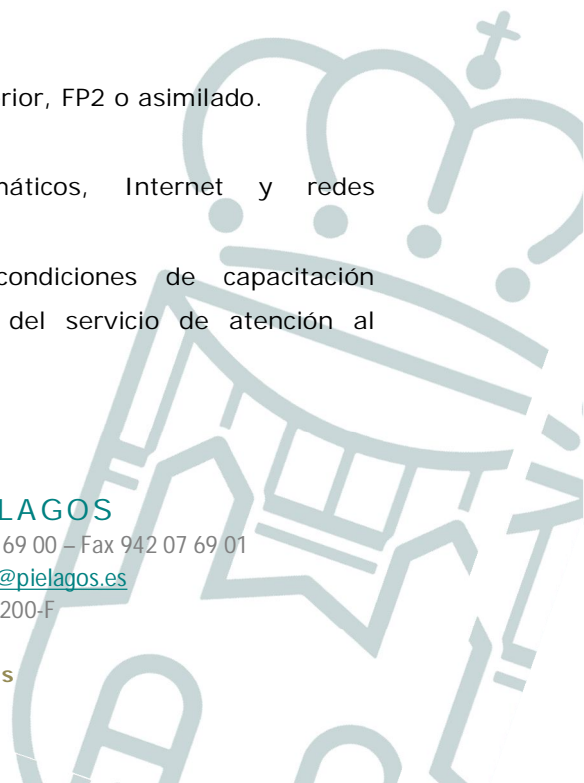 rior, FP2 o asimilado.
máticos, Internet y redes
condiciones de capacitación
del servicio de atención al
LAGOS
69 00 – Fax 942 07 69 01
@pielagos.es
200-F
s